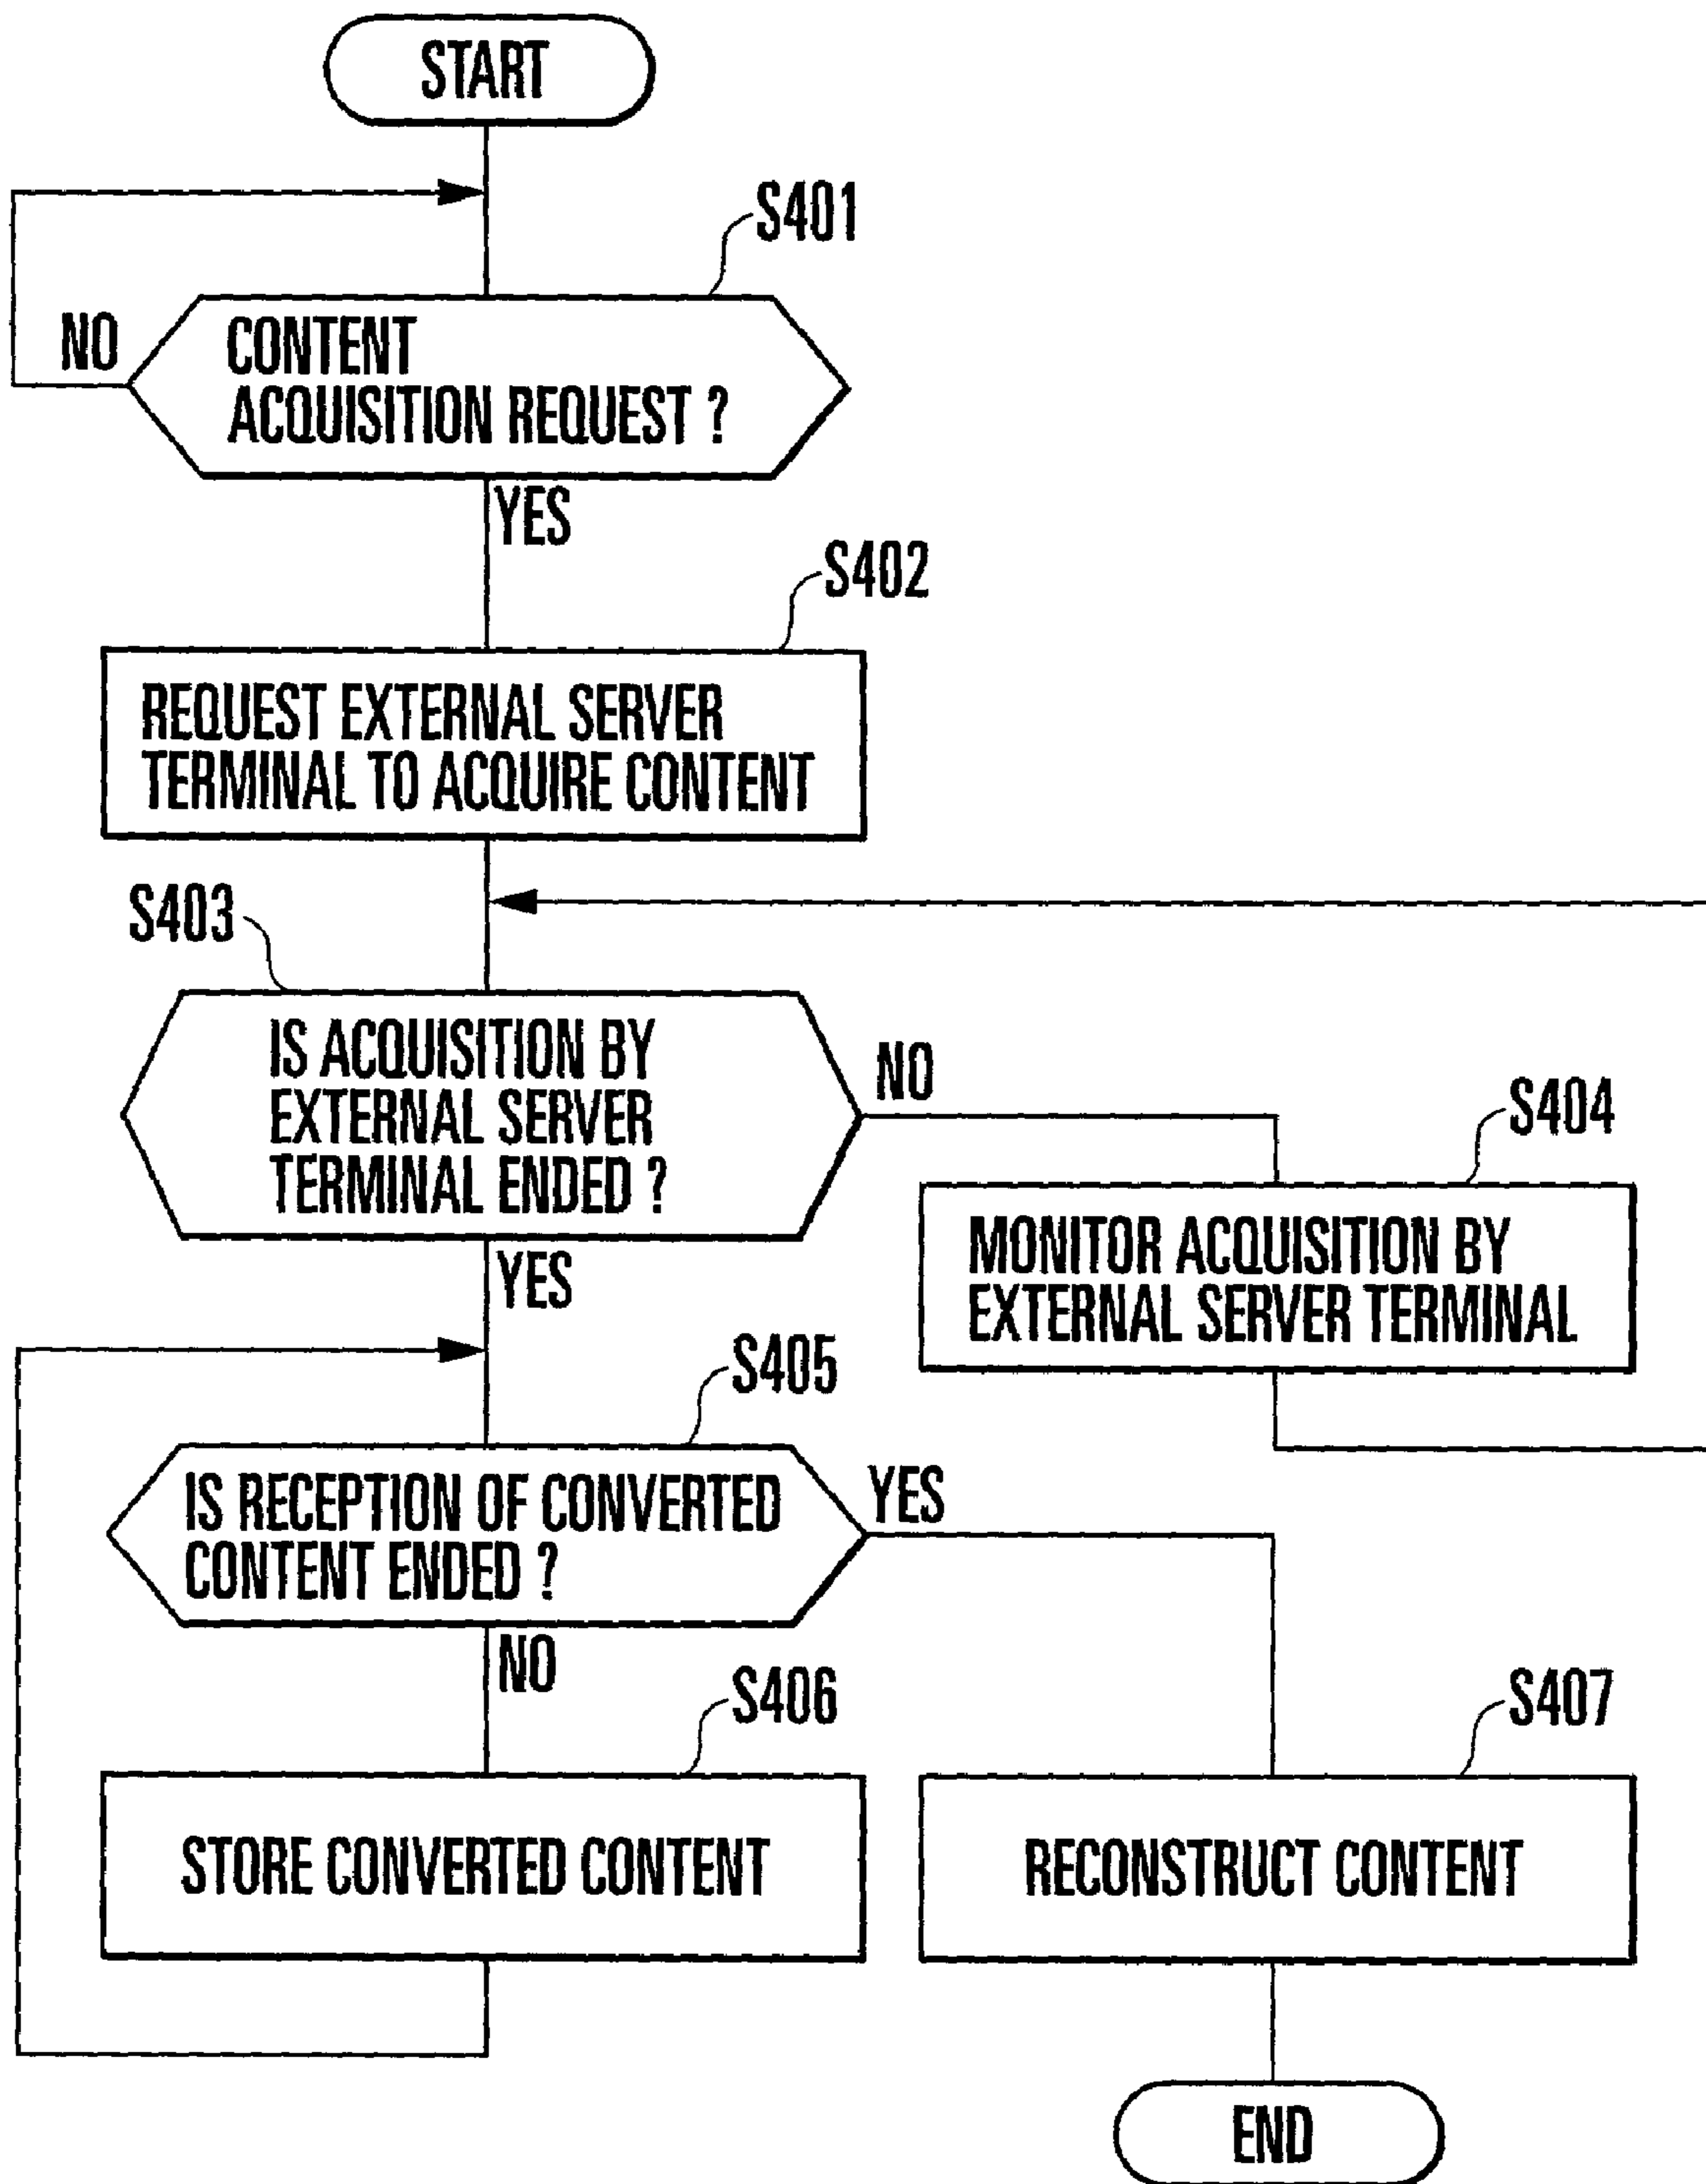 START
S401
NO
CONTENT
ACQUISITION REQUEST ?
YES
S402
REQUEST EXTERNAL SERVER
TERMINAL TO ACQUIRE CONTENT
S403
IS ACQUISITION BY
EXTERNAL SERVER
TERMINAL ENDED ?
NO
S404
MONITOR ACQUISITION BY
EXTERNAL SERVER TERMINAL
YES
S405
IS RECEPTION OF CONVERTED
CONTENT ENDED ?
YES
NO
S406
STORE CONVERTED CONTENT
S407
RECONSTRUCT CONTENT
END